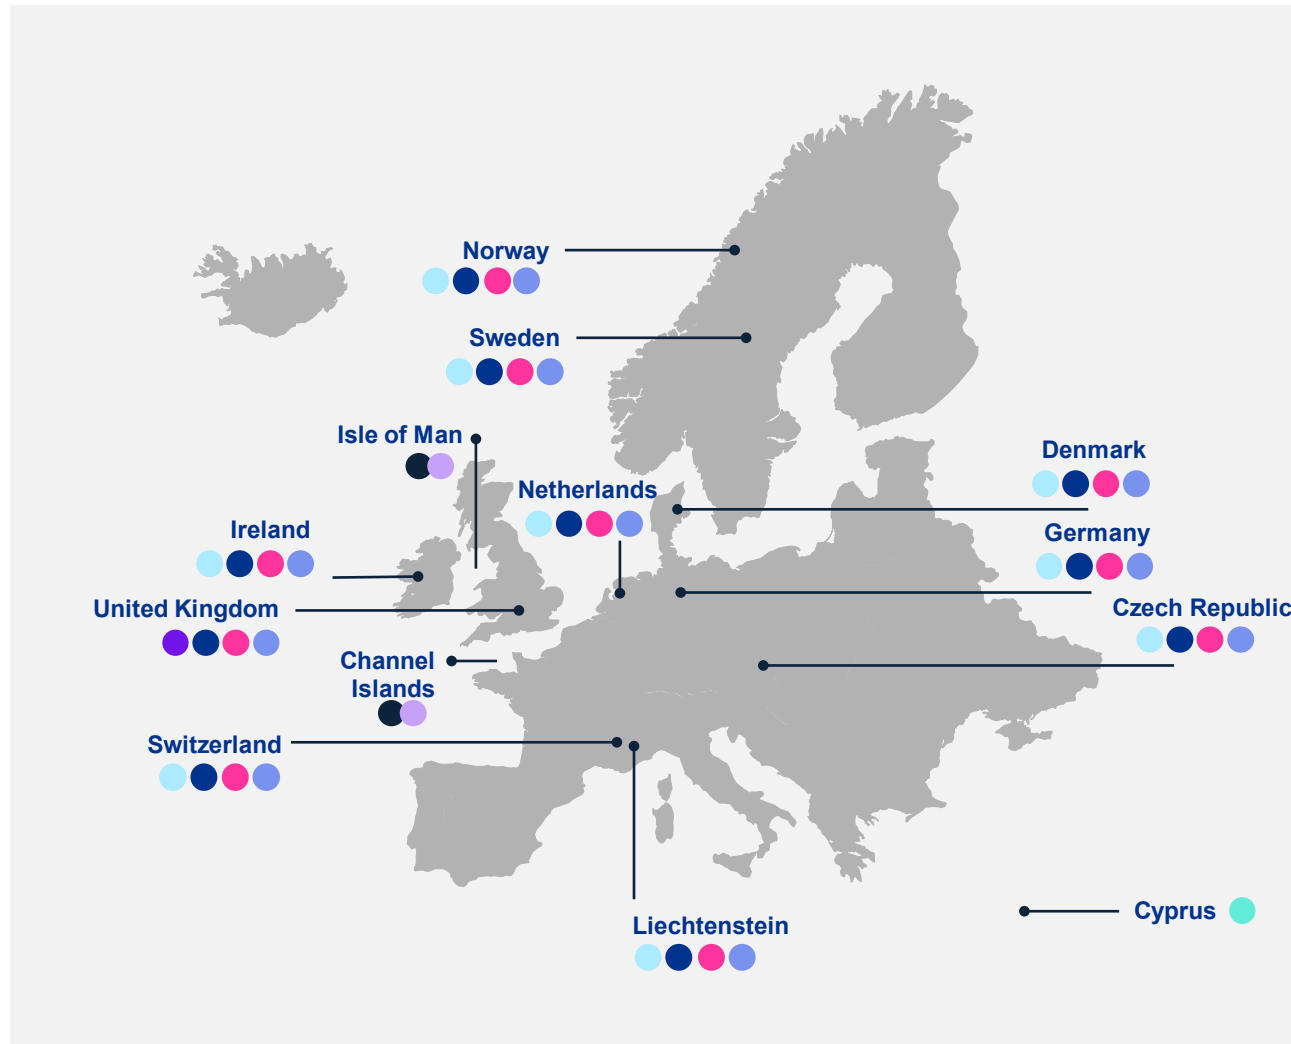 Norway
Sweden
Isle of Man
Denmark
Netherlands
Ireland
Germany
United Kingdom
Czech Republic
Channel
Islands
Switzerland
Cyprus
Liechtenstein